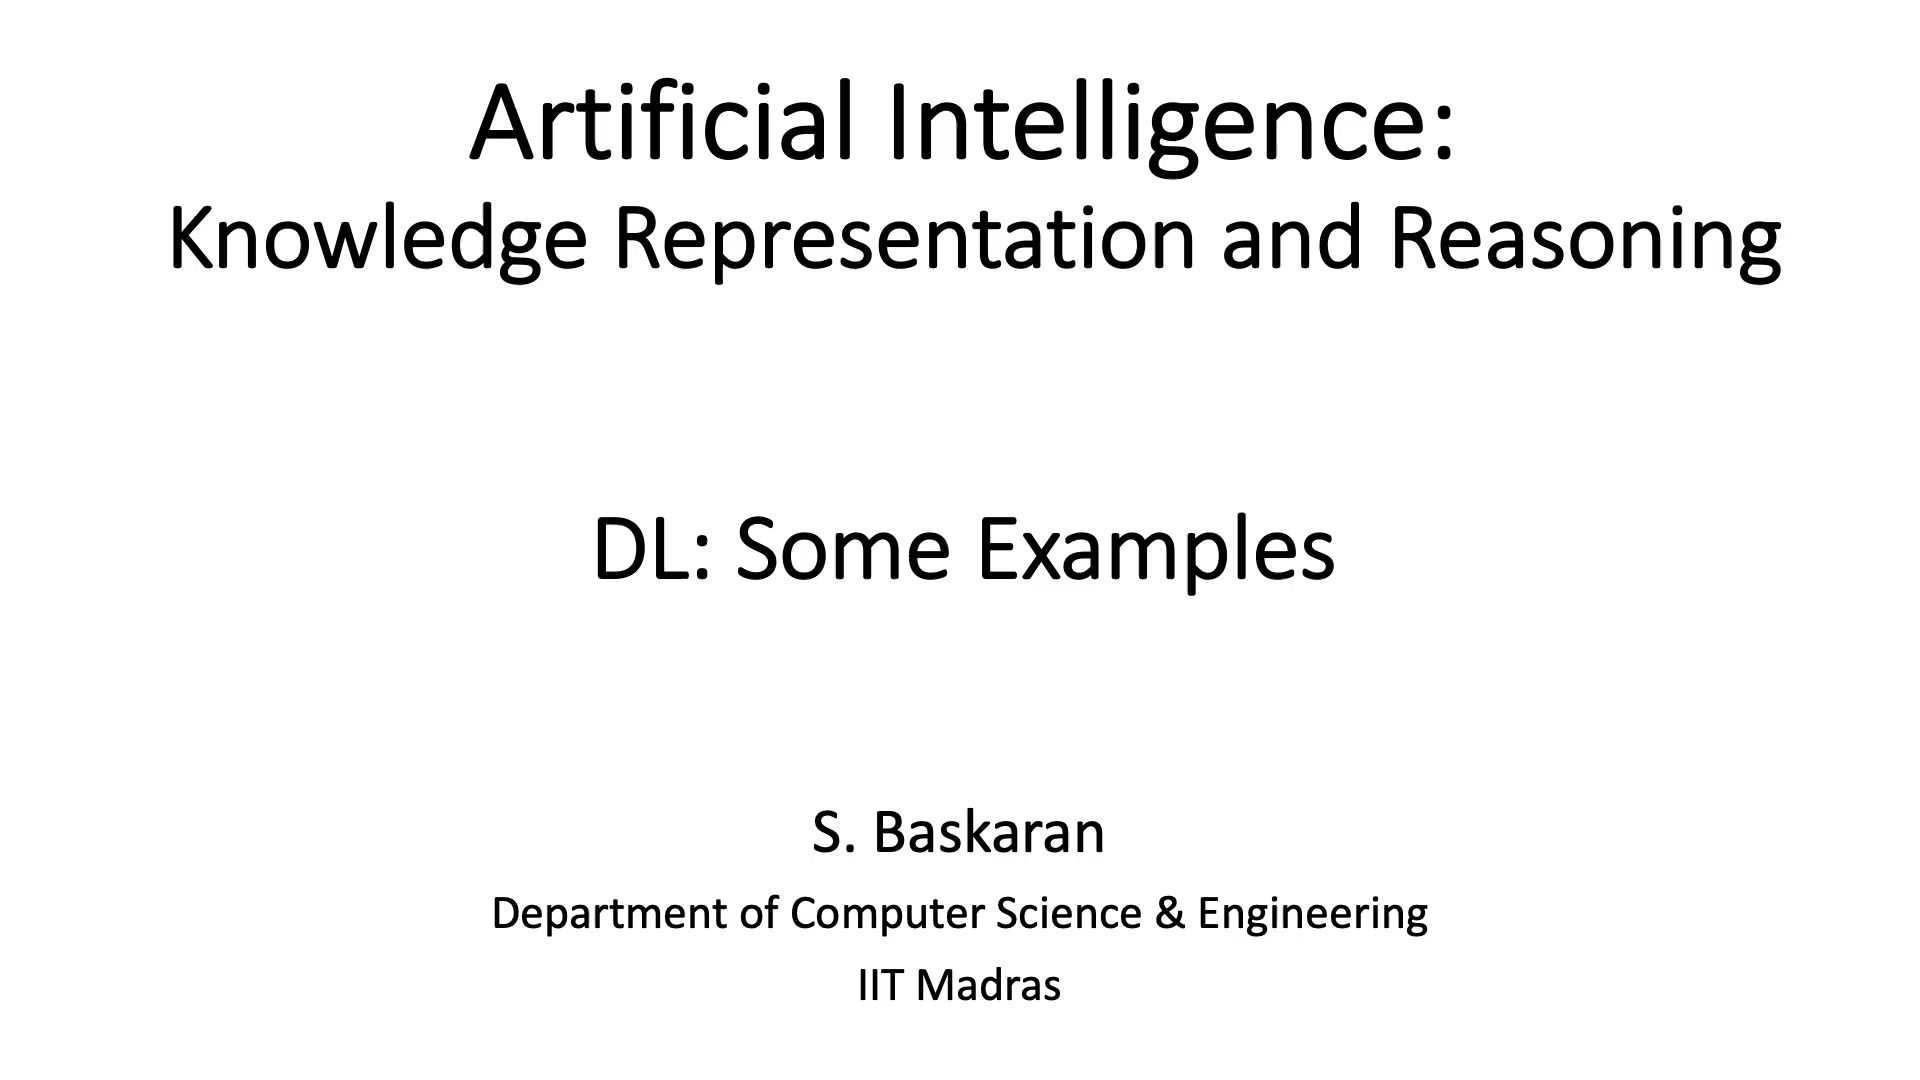 Artificial Intelligence:
Knowledge Representation and Reasoning
DL: Some Examples
S. Baskaran
Department of Computer Science & Engineering
IIT Madras